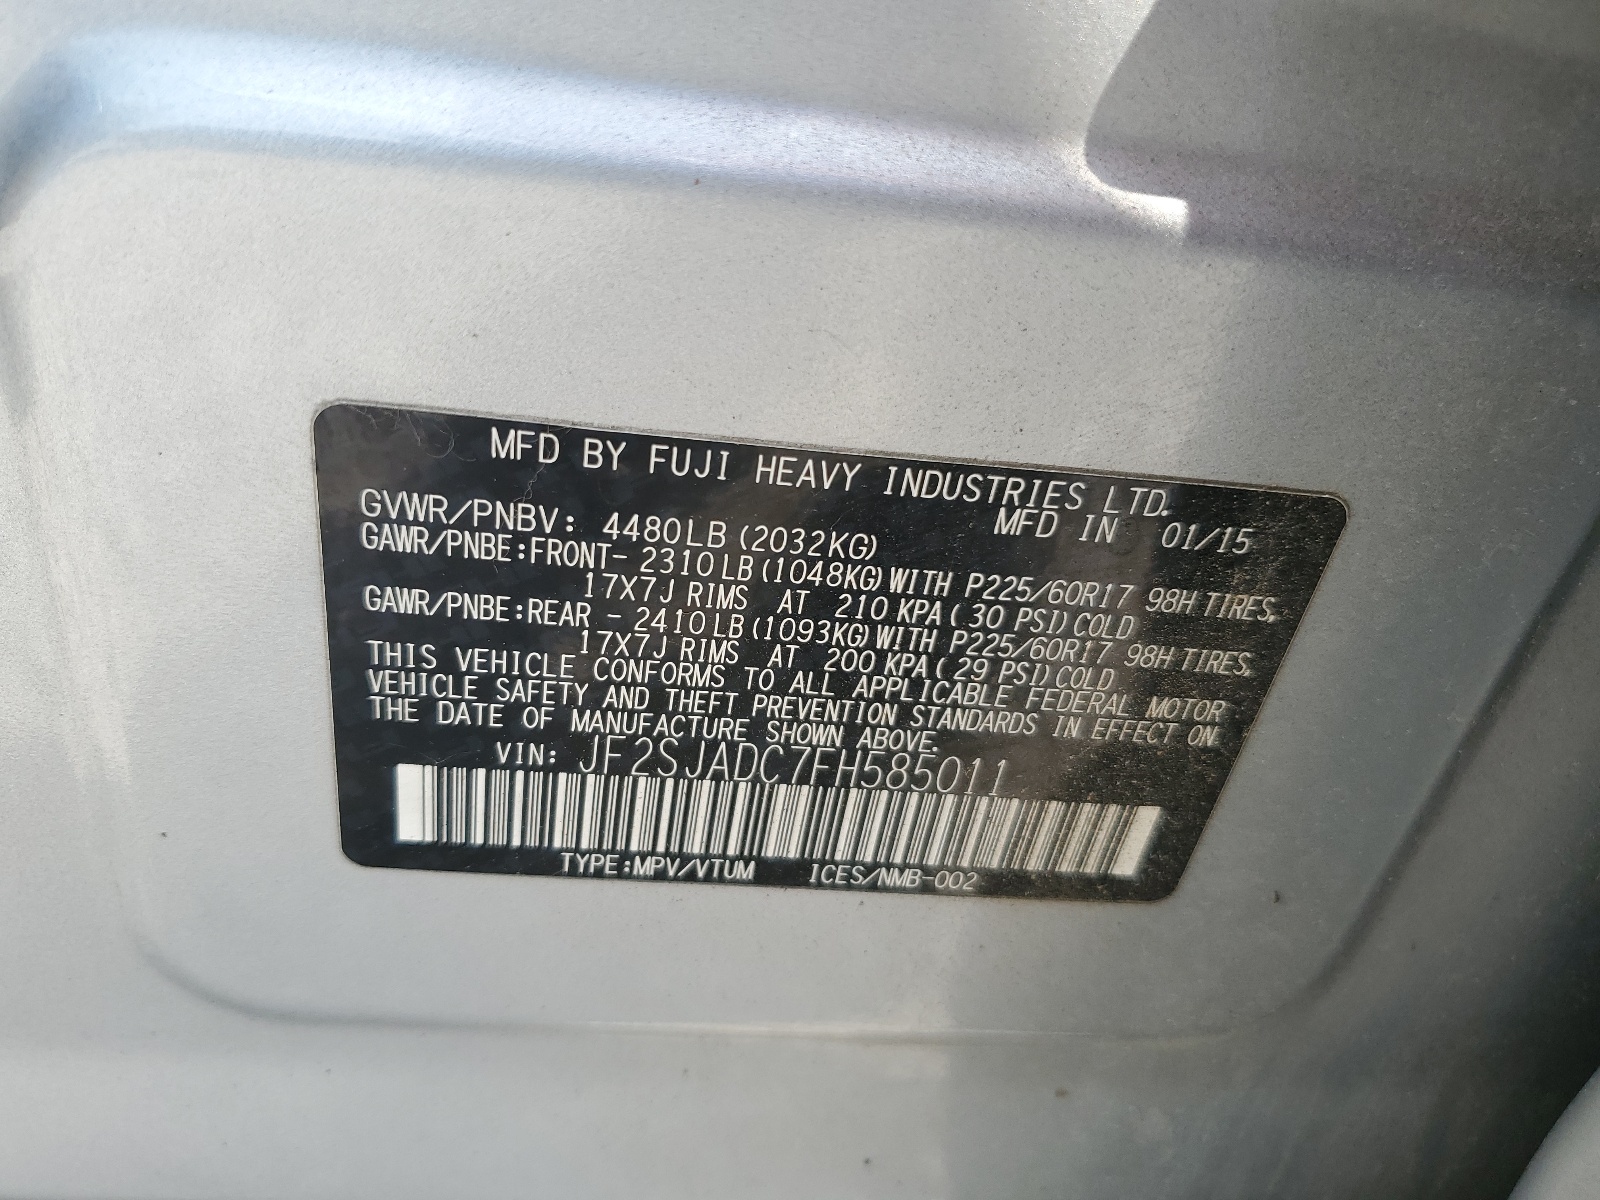 MFD BY FUJI HEAVY INDUSTRIES LTD.
MFD IN 01/15
GVWR/PNBV: 4480LB (2032KG)
GAWR/PNBE:FRONT- 2310LB(1048KG)WITH P225/60R17 98H TIRES,
17X7J RIMS AT 210 KPA( 30 PSI)COLD
GAWR/PNBE:REAR - 2410LB(1093KG)WITH P225/60R17 98H TIRES,
17X7J RIMS AT 200 KPA( 29 PSI)COLD
THIS VEHICLE CONFORMS TO ALL APPLICABLE FEDERAL MOTOR
VEHICLE SAFETY AND THEFT PREVENTION STANDARDS IN EFFECT ON
THE DATE OF MANUFACTURE SHOWN ABOVE.
VIN: JF2SJADC7FH585011
TYPE:MPV/VTUM ICES/NMB-002